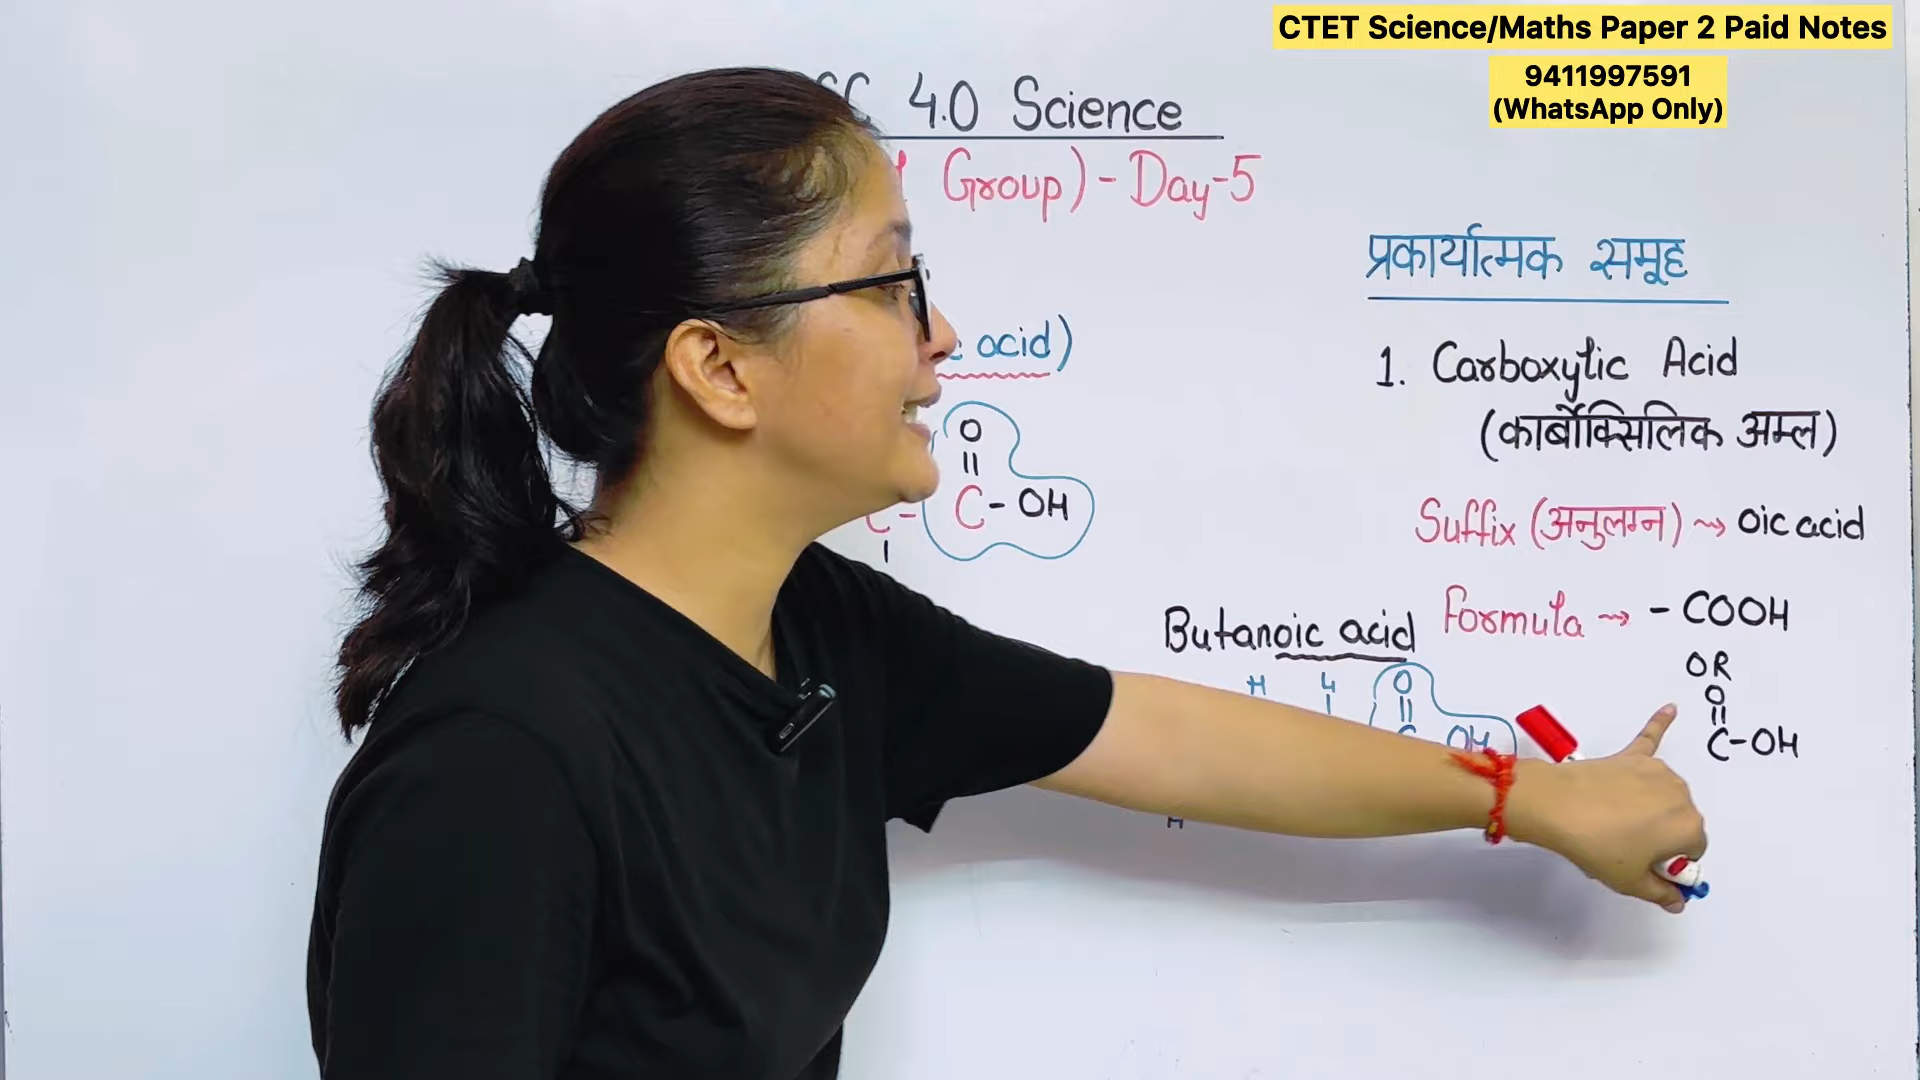 CTET Science/Maths Paper 2 Paid Notes
9411997591
(WhatsApp Only)
4.0 Science
Group) - Day-5
प्रकार्यात्मक समूह
1. Carboxylic Acid
(कार्बोक्सिलिक अम्ल)
acid)
O
C - OH
Suffix (अनुलग्न) ⇝ oic acid
Formula ⇝ - COOH
OR
O
C-OH
Butanoic acid
H
O
OH
H